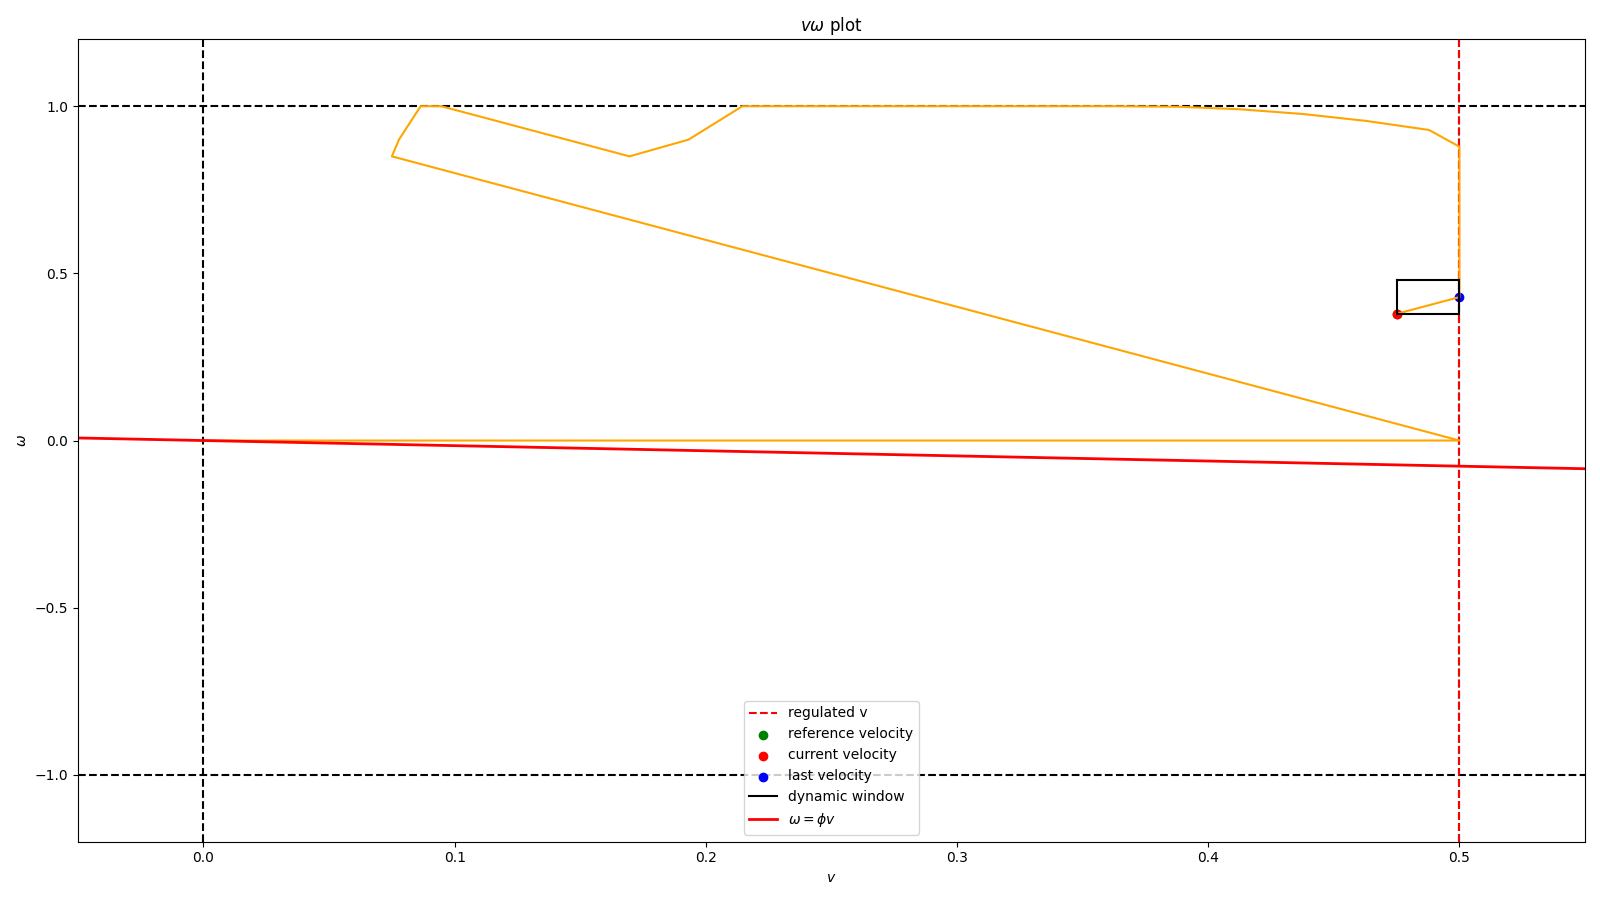 vω plot
1.0
0.5
0.0
−0.5
−1.0
ω
regulated v
reference velocity
current velocity
last velocity
dynamic window
ω = ϕv
0.0 0.1 0.2 0.3 0.4 0.5
v